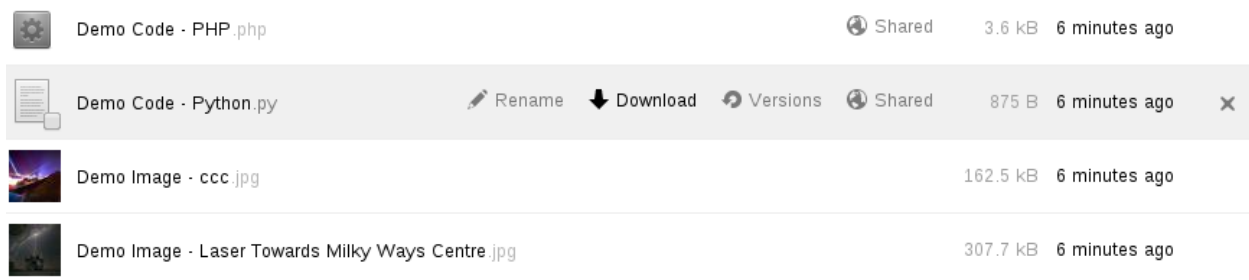 Demo Code - PHP.php Shared 3.6 kB 6 minutes ago
Demo Code - Python.py Rename Download Versions Shared 875 B 6 minutes ago
Demo Image - ccc.jpg 162.5 kB 6 minutes ago
Demo Image - Laser Towards Milky Ways Centre.jpg 307.7 kB 6 minutes ago